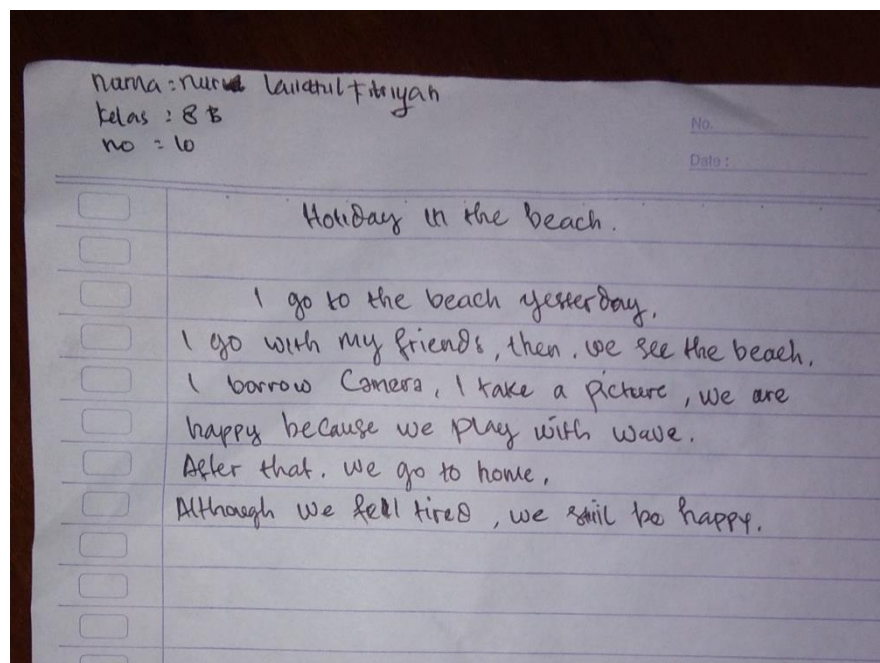 nama : nurul Lailatul Fitriyah
kelas : 8 B
no = 10
No.
Date :
Holiday in the beach.
I go to the beach yesterday.
I go with my friends, then. we see the beach.
I borrow Camera, I take a picture, we are
happy because we play with wave.
After that. we go to home.
Although we feel tired, we still be happy.